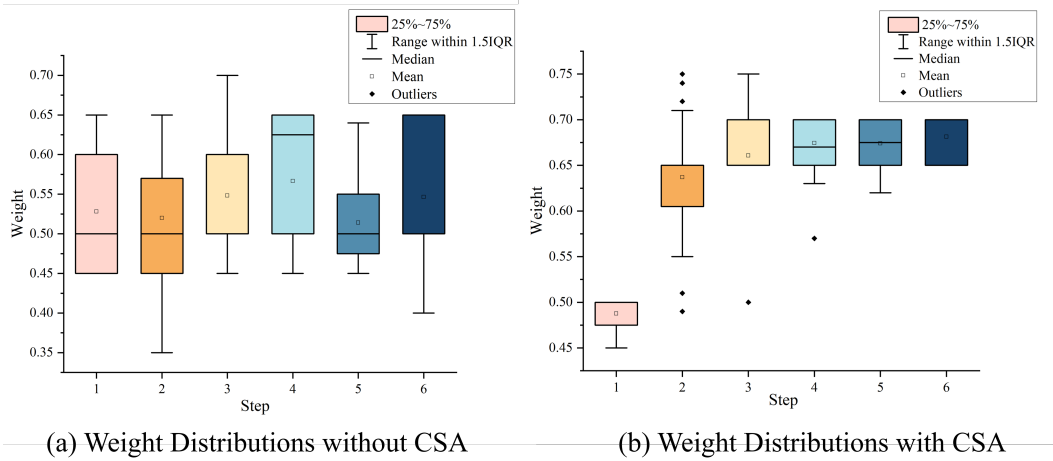 25%~75%
Range within 1.5IQR
Median
Mean
Outliers
0.70
0.65
0.60
0.55
0.50
0.45
0.40
0.35
Weight
1 2 3 4 5 6
Step
(a) Weight Distributions without CSA
25%~75%
Range within 1.5IQR
Median
Mean
Outliers
0.75
0.70
0.65
0.60
0.55
0.50
0.45
Weight
1 2 3 4 5 6
Step
(b) Weight Distributions with CSA